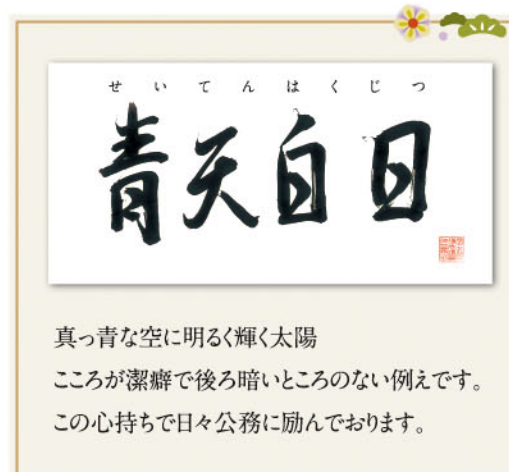 せいてんはくじつ
青天白日
真っ青な空に明るく輝く太陽
こころが潔癖で後ろ暗いところのない例えです。
この心持ちで日々公務に励んでおります。